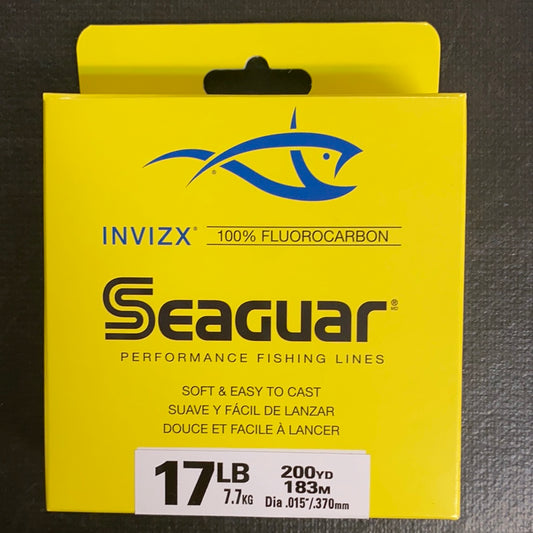 ®
INVIZX® 100% FLUOROCARBON
SEAGUAR®
MD
PERFORMANCE FISHING LINES
SOFT & EASY TO CAST
SUAVE Y FÁCIL DE LANZAR
DOUCE ET FACILE À LANCER
17LB 200YD
7.7KG 183M
Dia .015"/.370mm